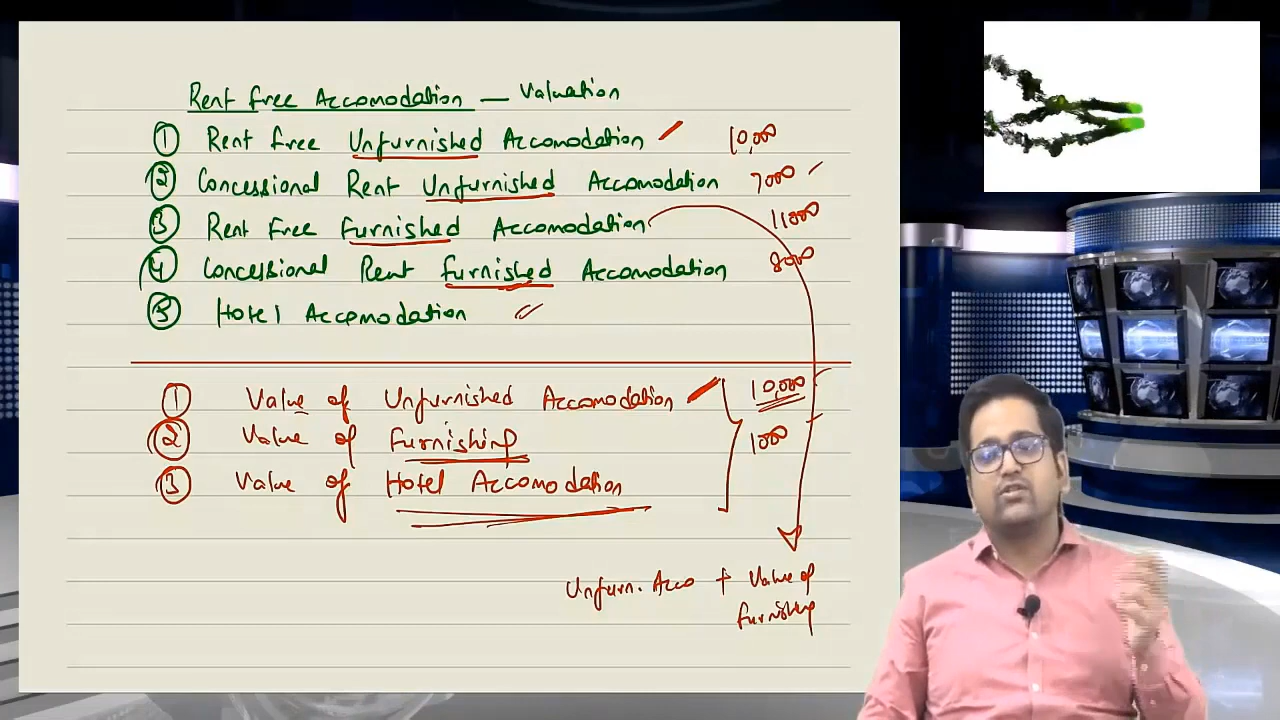 Rent free Accomodation — Valuation
① Rent free Unfurnished Accomodation 10,000
② Concessional Rent Unfurnished Accomodation 7000
③ Rent Free furnished Accomodation 11000
④ Concessional Rent furnished Accomodation 8000
⑤ Hotel Accomodation
① Value of Unfurnished Accomodation 10,000
② Value of Furnishing 1000
③ Value of Hotel Accomodation
Unfurn. Acco + Value of
furnishing